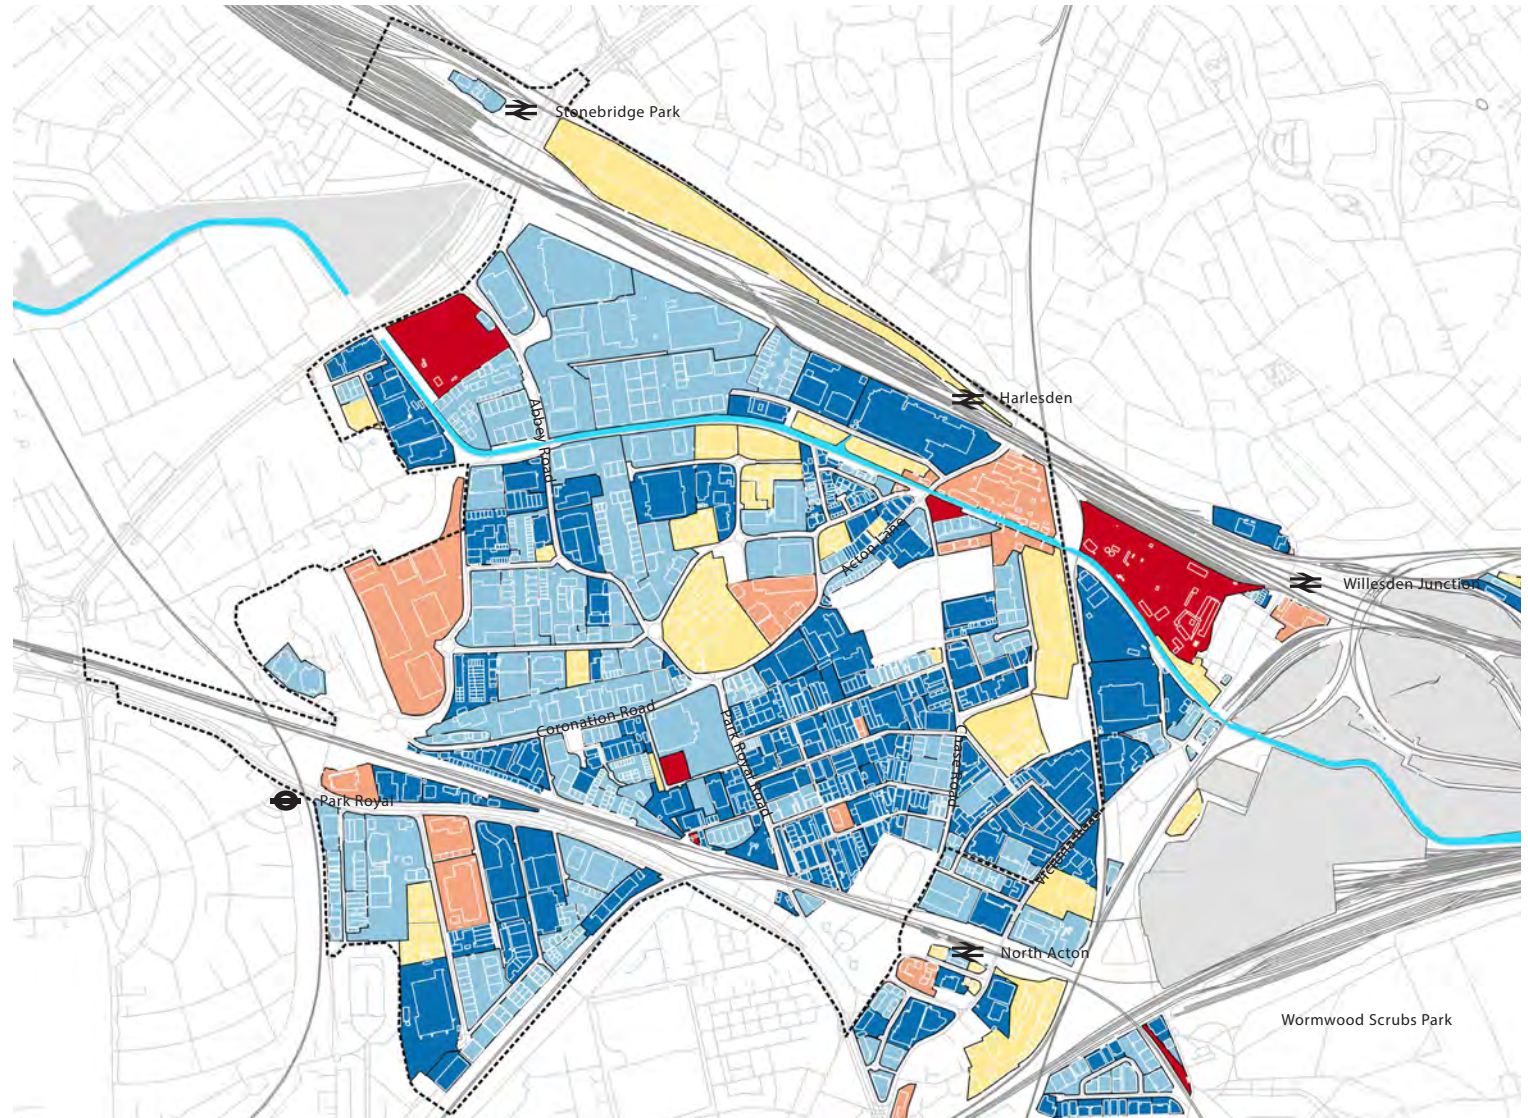 Stonebridge Park
Harlesden
Abbey Road
Acton Lane
Willesden Junction
Coronation Road
Park Royal Road
Chase Road
Park Royal
Victoria Road
North Acton
Wormwood Scrubs Park